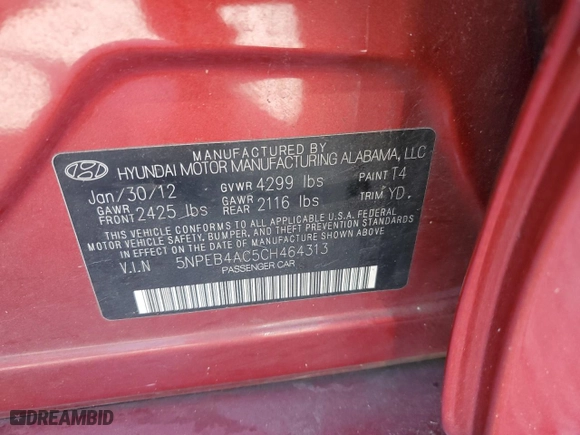 MANUFACTURED BY
HYUNDAI MOTOR MANUFACTURING ALABAMA, LLC
Jan/30/12 GVWR 4299 lbs PAINT T4
GAWR FRONT 2425 lbs GAWR REAR 2116 lbs TRIM YD.
THIS VEHICLE CONFORMS TO ALL APPLICABLE U.S.A. FEDERAL
MOTOR VEHICLE SAFETY, BUMPER, AND THEFT PREVENTION STANDARDS
IN EFFECT ON THE DATE OF MANUFACTURE SHOWN ABOVE.
V.I.N 5NPEB4AC5CH464313
PASSENGER CAR
DREAMBID